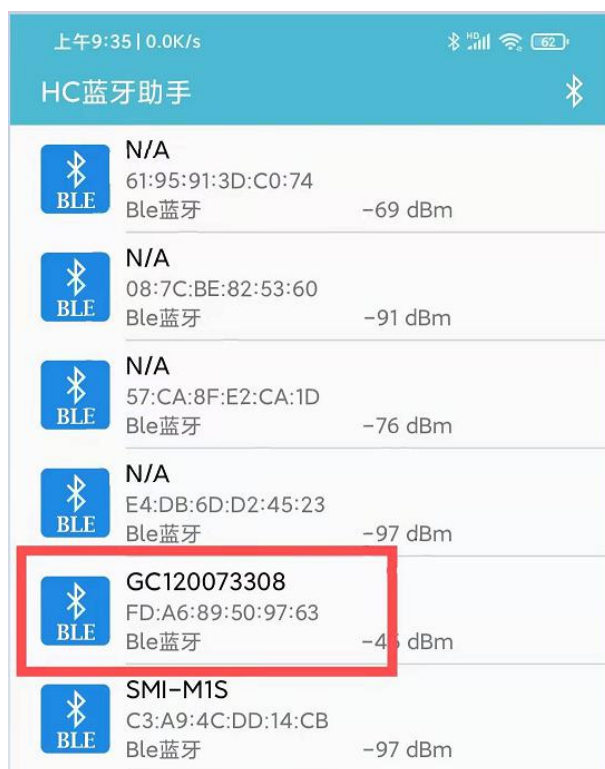 上午9:35 | 0.0K/s HD 62
HC蓝牙助手
N/A
61:95:91:3D:C0:74
BLE
Ble蓝牙 -69 dBm
N/A
08:7C:BE:82:53:60
BLE
Ble蓝牙 -91 dBm
N/A
57:CA:8F:E2:CA:1D
BLE
Ble蓝牙 -76 dBm
N/A
E4:DB:6D:D2:45:23
BLE
Ble蓝牙 -97 dBm
GC120073308
FD:A6:89:50:97:63
BLE
Ble蓝牙 dBm
SMI-M1S
C3:A9:4C:DD:14:CB
BLE
Ble蓝牙 -97 dBm